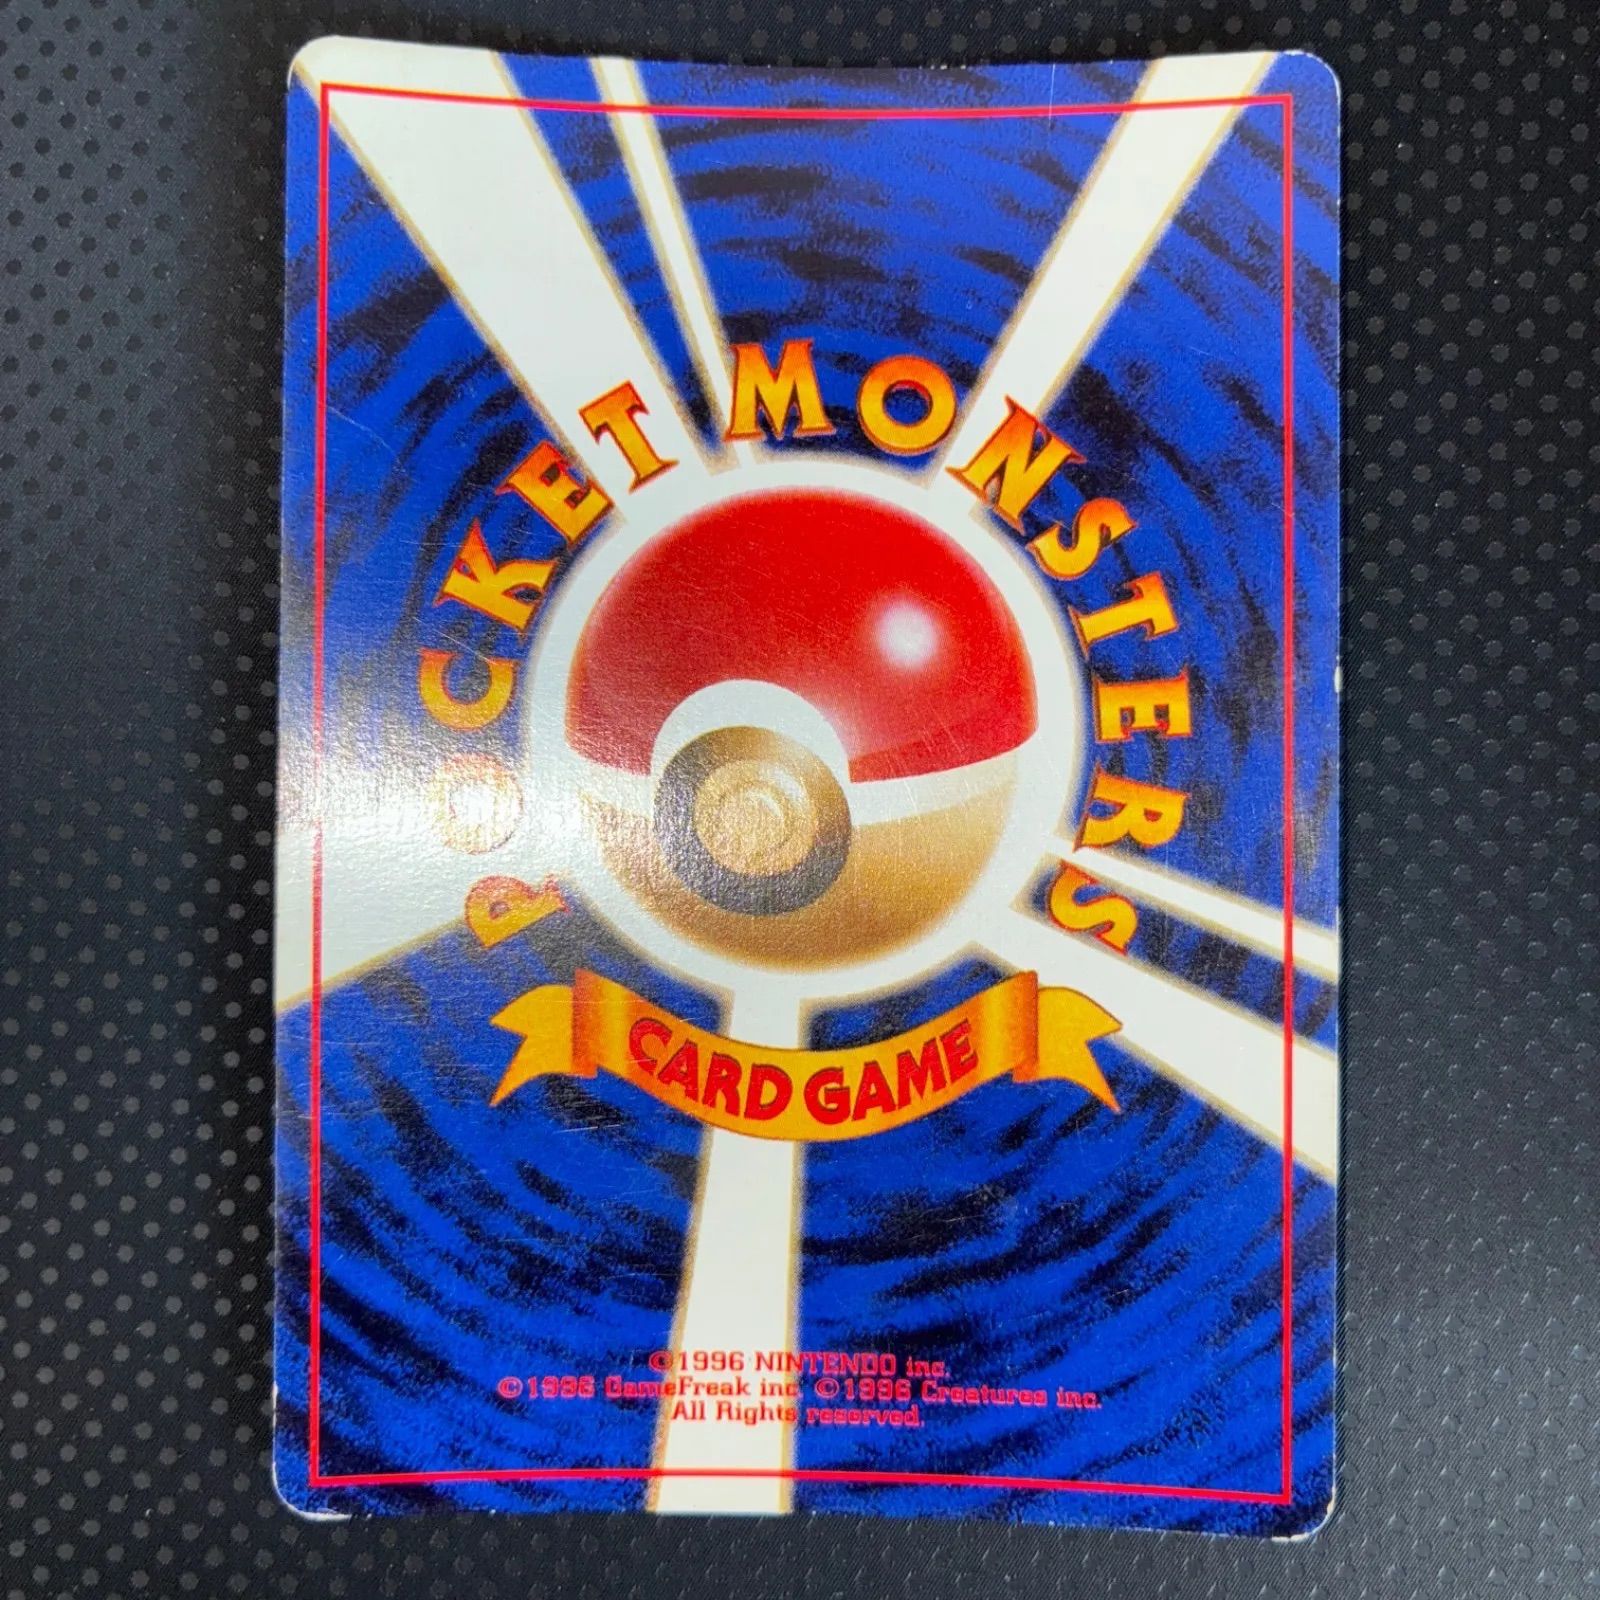 POCKET MONSTERS
CARD GAME
©1996 NINTENDO inc.
©1996 GameFreak inc. ©1996 Creatures inc.
All Rights reserved.